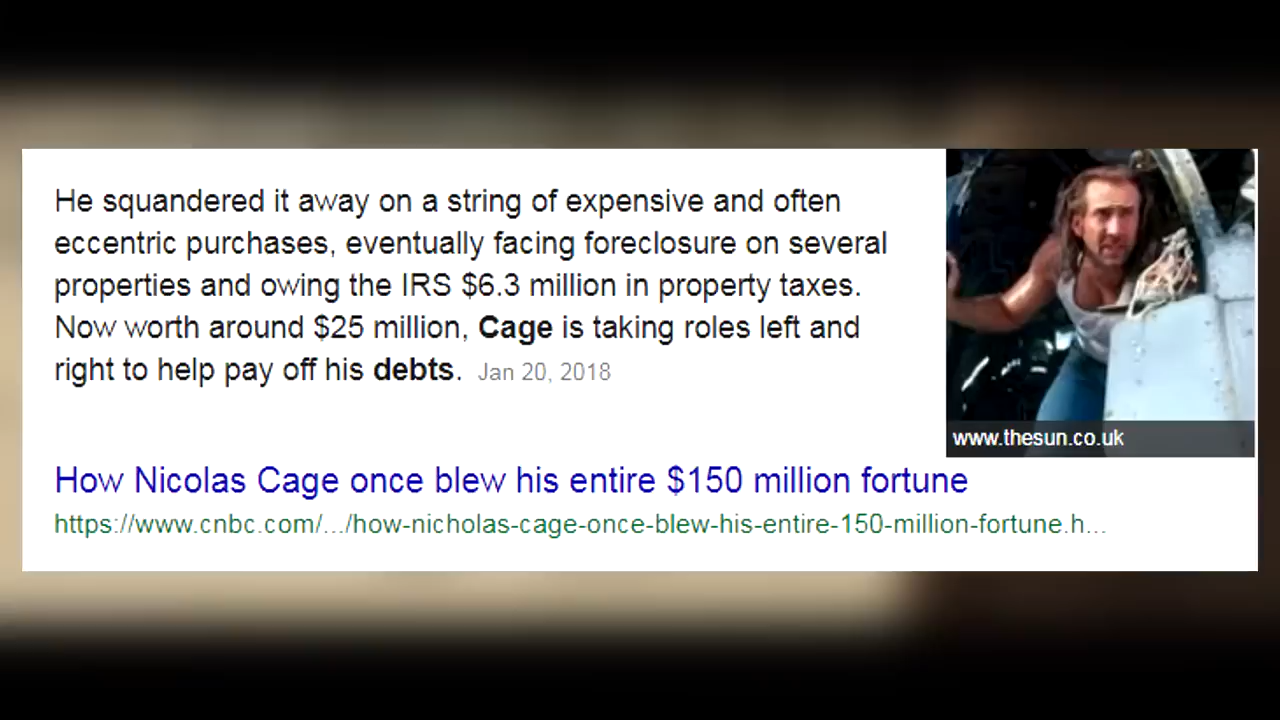 He squandered it away on a string of expensive and often
eccentric purchases, eventually facing foreclosure on several
properties and owing the IRS $6.3 million in property taxes.
Now worth around $25 million, Cage is taking roles left and
right to help pay off his debts. Jan 20, 2018
www.thesun.co.uk
How Nicolas Cage once blew his entire $150 million fortune
https://www.cnbc.com/.../how-nicholas-cage-once-blew-his-entire-150-million-fortune.h...